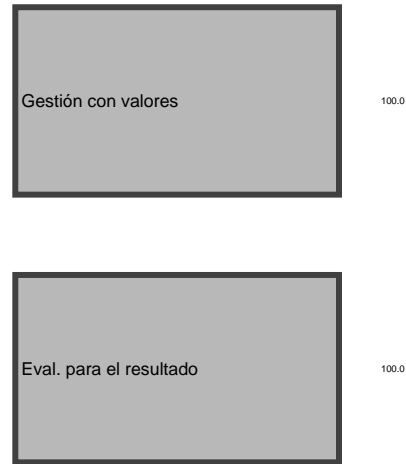 Gestión con valores
100.0
Eval. para el resultado
100.0